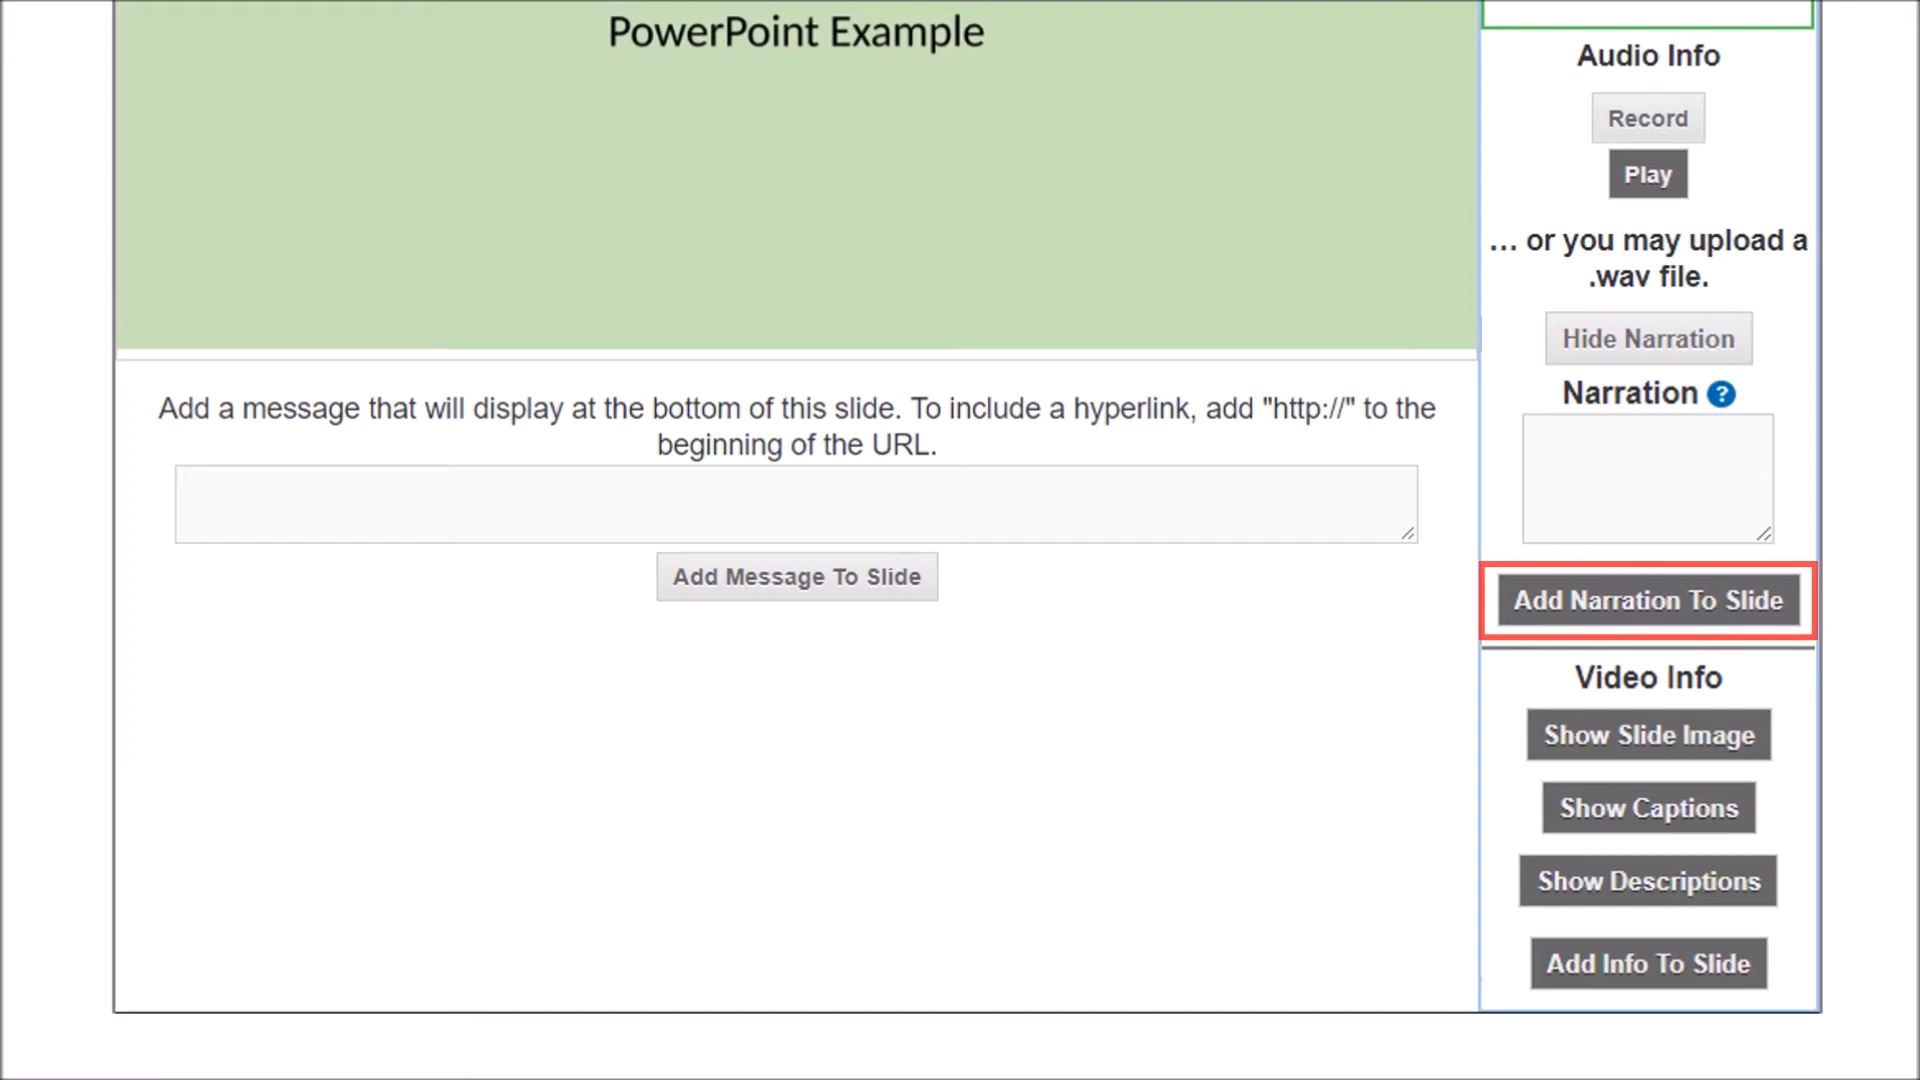 PowerPoint Example
Add a message that will display at the bottom of this slide. To include a hyperlink, add "http://" to the
beginning of the URL.
Add Message To Slide
Audio Info
Record
Play
... or you may upload a
.wav file.
Hide Narration
Narration ?
Add Narration To Slide
Video Info
Show Slide Image
Show Captions
Show Descriptions
Add Info To Slide